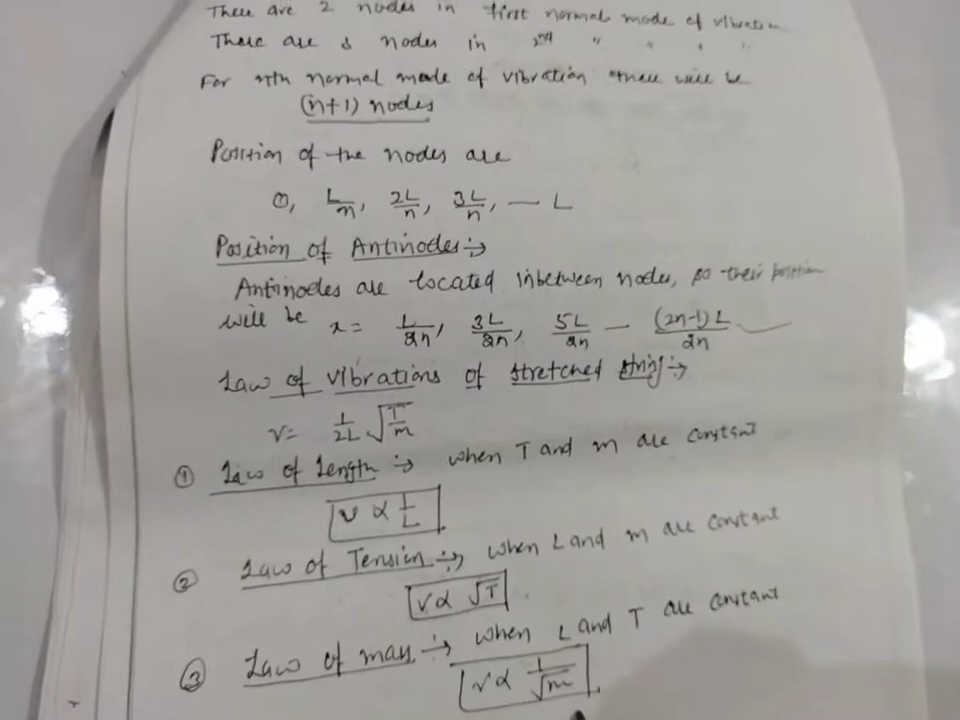 There are 2 nodes in first normal mode of vibration
There are 3 nodes in 2nd " " " "
For nth normal mode of vibration there will be
(n+1) nodes
Position of the nodes are
0, L/n, 2L/n, 3L/n, — L
Position of Antinodes :→
Antinodes are located inbetween nodes, so their position
will be x = L/2n, 3L/2n, 5L/2n — (2n-1)L/2n
Law of vibrations of stretched string :→
ν = 1/2L √T/m
① Law of Length :→ when T and m are constant
ν ∝ 1/L
② Law of Tension :→ when L and m are constant
ν ∝ √T
③ Law of mass :→ when L and T are constant
ν ∝ 1/√m